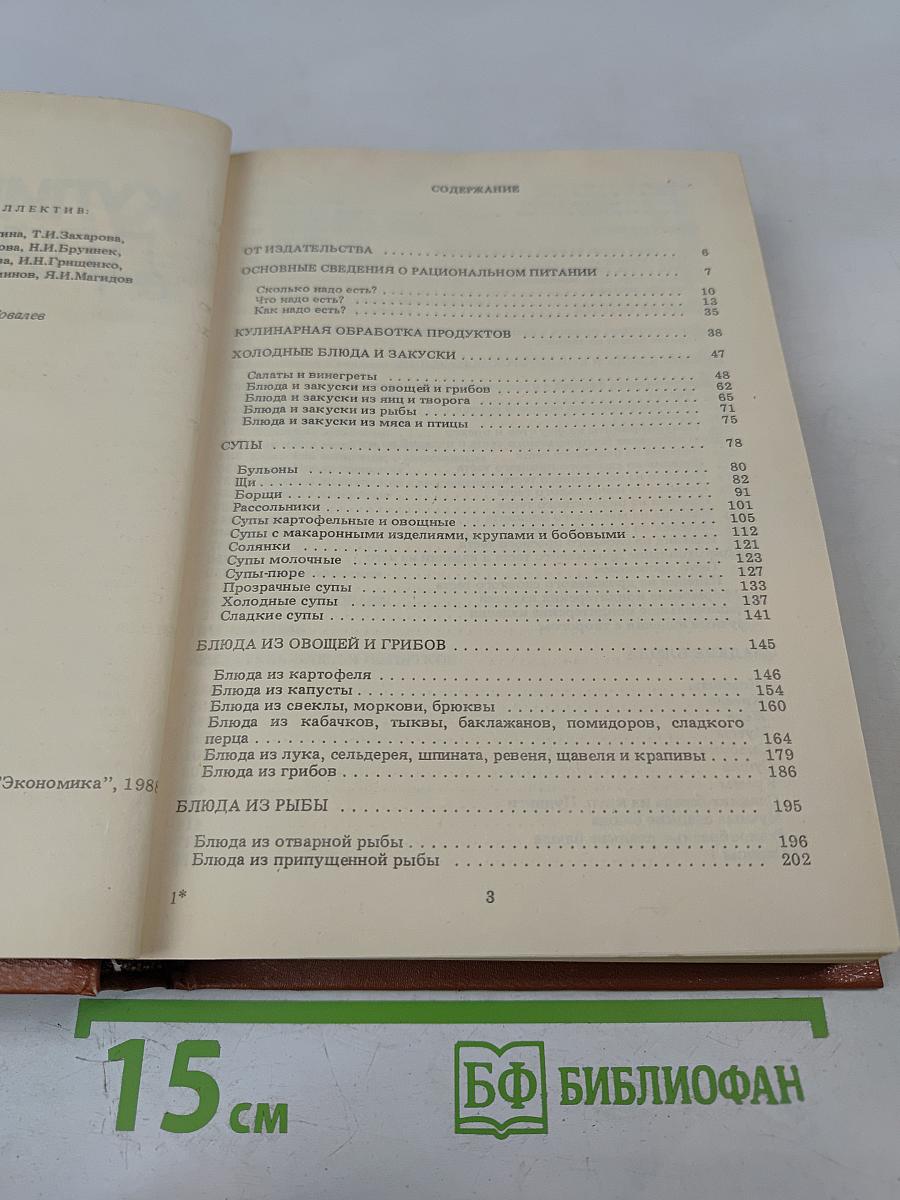 ЛЛЕКТИВ:
ина, Т.И.Захарова,
ова, Н.И.Бруннек,
ва, И.Н.Грищенко,
инов, Я.И.Магидов
Ковалев
"Экономика", 198
СОДЕРЖАНИЕ
ОТ ИЗДАТЕЛЬСТВА . . . . . . . . . . 6
ОСНОВНЫЕ СВЕДЕНИЯ О РАЦИОНАЛЬНОМ ПИТАНИИ . . . . . . . . . . 7
Сколько надо есть? . . . . . . . . . . 10
Что надо есть? . . . . . . . . . . 13
Как надо есть? . . . . . . . . . . 35
КУЛИНАРНАЯ ОБРАБОТКА ПРОДУКТОВ . . . . . . . . . . 38
ХОЛОДНЫЕ БЛЮДА И ЗАКУСКИ . . . . . . . . . . 47
Салаты и винегреты . . . . . . . . . . 48
Блюда и закуски из овощей и грибов . . . . . . . . . . 62
Блюда и закуски из яиц и творога . . . . . . . . . . 65
Блюда и закуски из рыбы . . . . . . . . . . 71
Блюда и закуски из мяса и птицы . . . . . . . . . . 75
СУПЫ . . . . . . . . . . 78
Бульоны . . . . . . . . . . 80
Щи . . . . . . . . . . 82
Борщи . . . . . . . . . . 91
Рассольники . . . . . . . . . . 101
Супы картофельные и овощные . . . . . . . . . . 105
Супы с макаронными изделиями, крупами и бобовыми . . . . . . . . . . 112
Солянки . . . . . . . . . . 121
Супы молочные . . . . . . . . . . 123
Супы-пюре . . . . . . . . . . 127
Прозрачные супы . . . . . . . . . . 133
Холодные супы . . . . . . . . . . 137
Сладкие супы . . . . . . . . . . 141
БЛЮДА ИЗ ОВОЩЕЙ И ГРИБОВ . . . . . . . . . . 145
Блюда из картофеля . . . . . . . . . . 146
Блюда из капусты . . . . . . . . . . 154
Блюда из свеклы, моркови, брюквы . . . . . . . . . . 160
Блюда из кабачков, тыквы, баклажанов, помидоров, сладкого
перца . . . . . . . . . . 164
Блюда из лука, сельдерея, шпината, ревеня, щавеля и крапивы . . . . 179
Блюда из грибов . . . . . . . . . . 186
БЛЮДА ИЗ РЫБЫ . . . . . . . . . . 195
Блюда из отварной рыбы . . . . . . . . . . 196
Блюда из припущенной рыбы . . . . . . . . . . 202
1* 3
15 см БФ БИБЛИОФАН